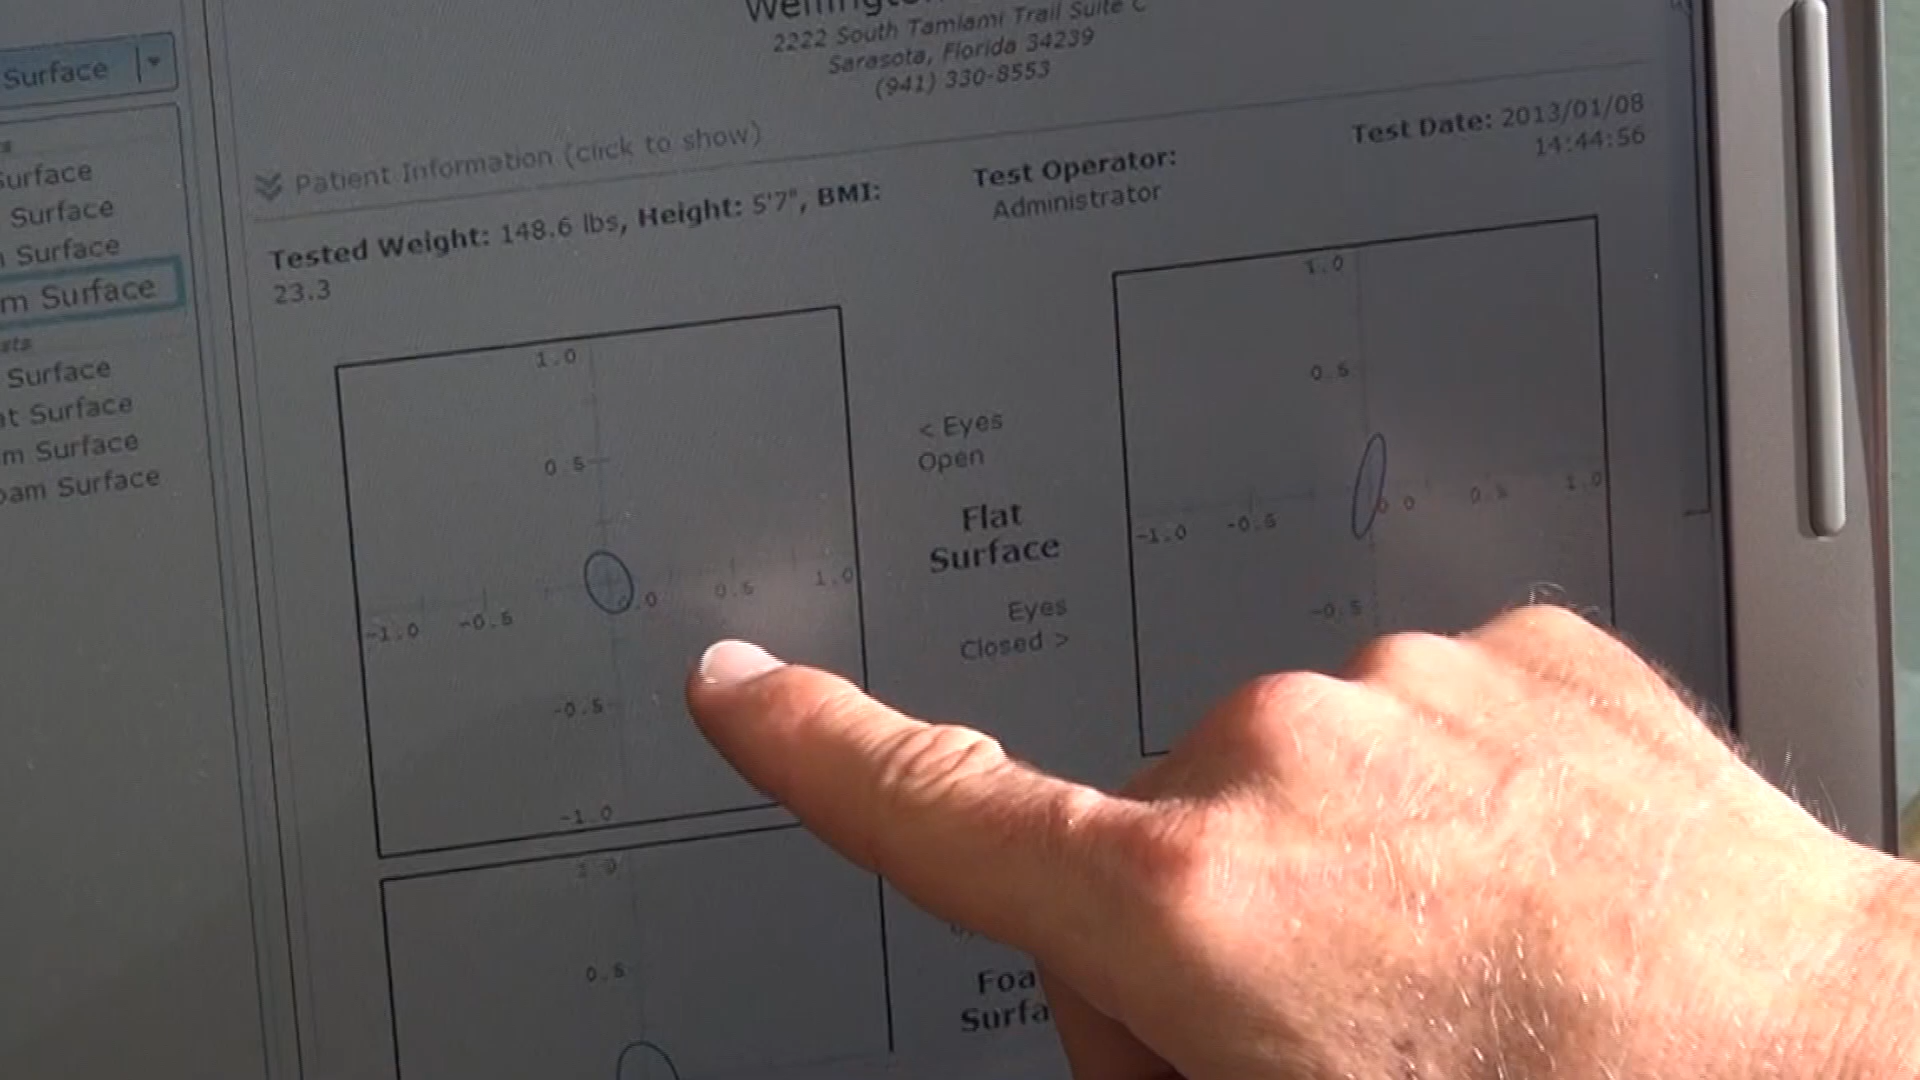 2222 South Tamiami Trail Suite C
Sarasota, Florida 34239
(941) 330-8553
Surface
Surface
Surface
Surface
m Surface
Surface
at Surface
m Surface
oam Surface
Patient Information (click to show)
Test Date: 2013/01/08
14:44:56
Tested Weight: 148.6 lbs, Height: 5'7", BMI:
23.3
Test Operator:
Administrator
1.0
0.5
-1.0 -0.5 0.0 0.5 1.0
-0.5
-1.0
< Eyes
Open
Flat
Surface
Eyes
Closed >
1.0
0.5
-1.0 -0.5 0.0 0.5 1.0
-0.5
1.0
0.5
Foa
Surfa